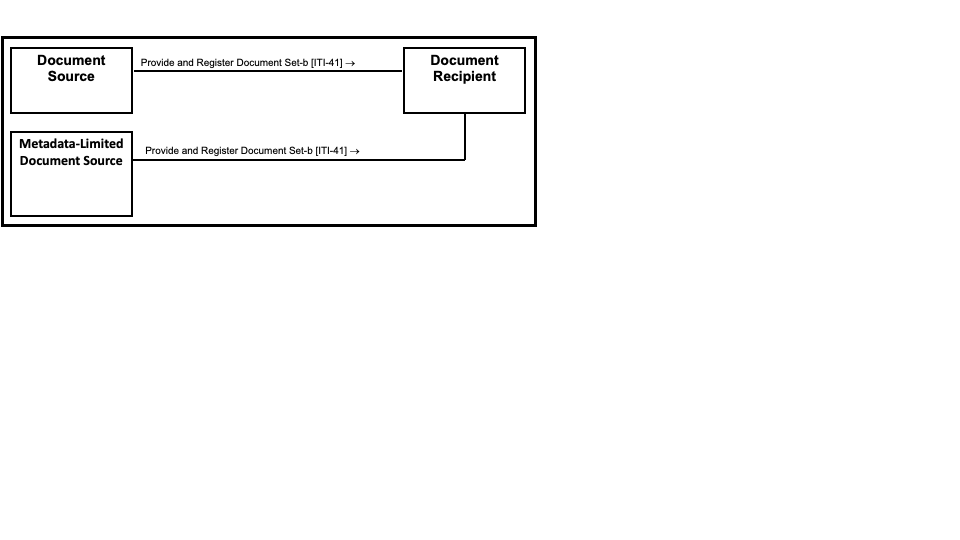 Document
Source
Provide and Register Document Set-b [ITI-41] →
Document
Recipient
Metadata-Limited
Document Source
Provide and Register Document Set-b [ITI-41] →